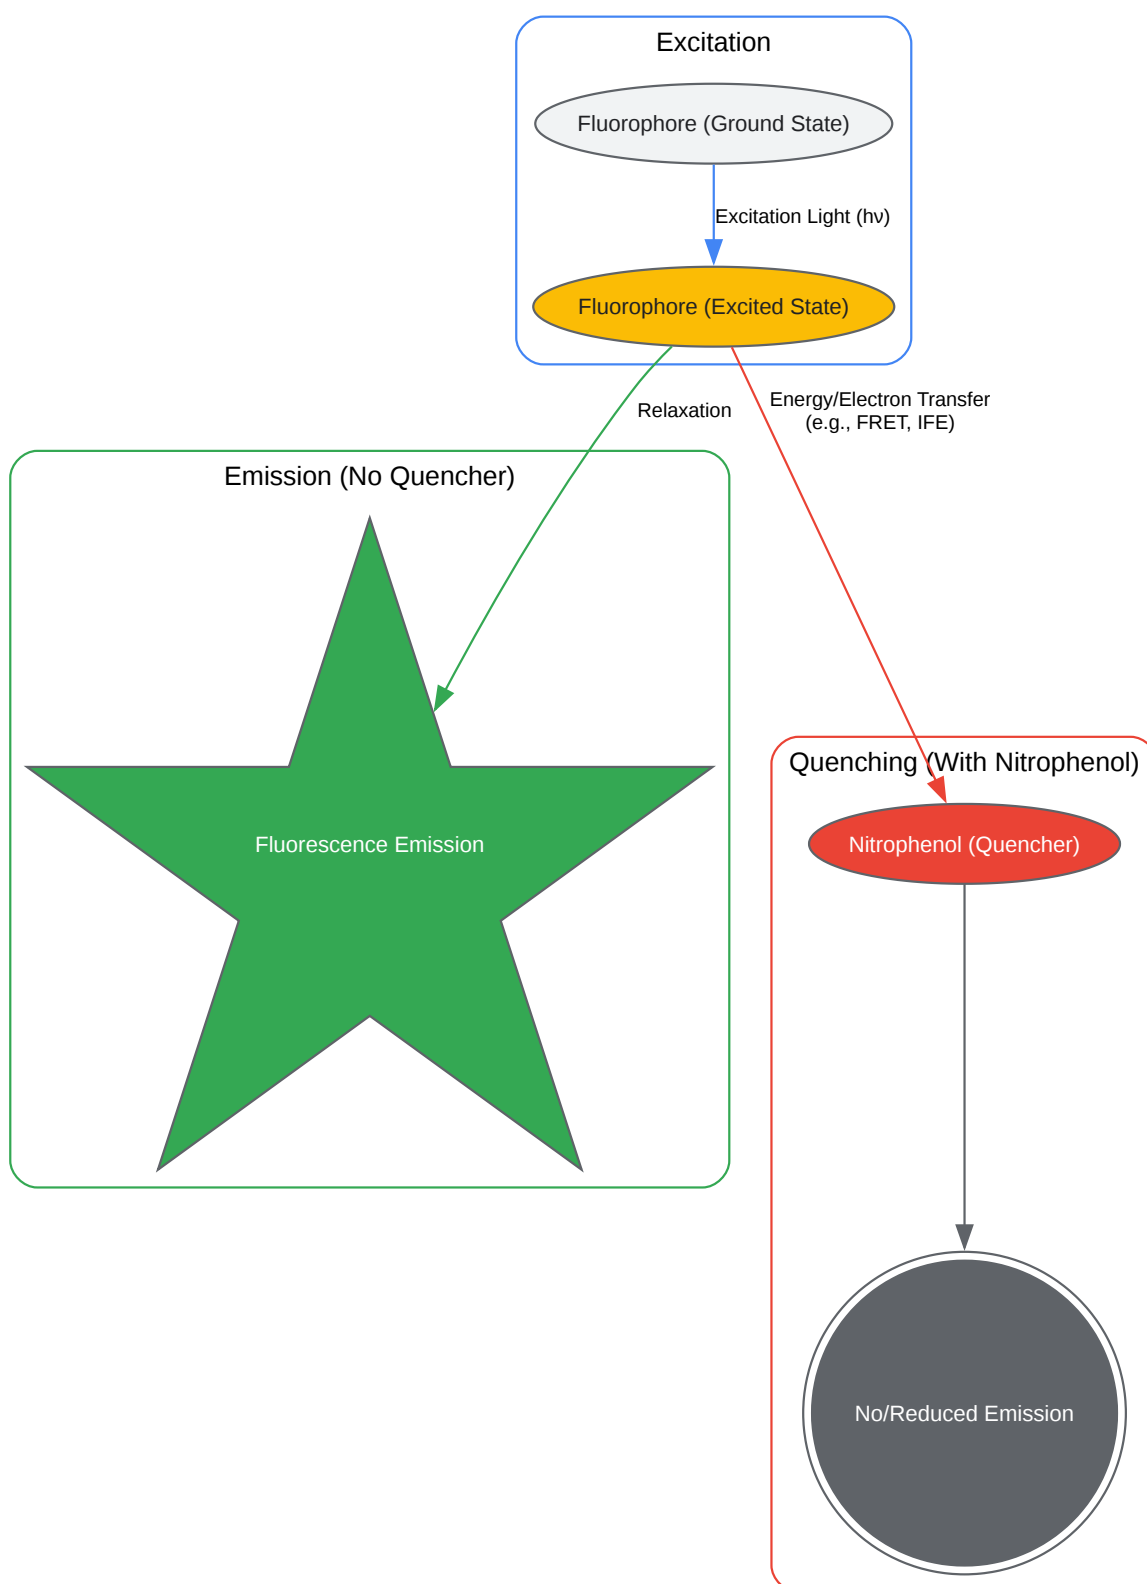 Excitation
Fluorophore (Ground State)
Excitation Light (hν)
Fluorophore (Excited State)
Relaxation
Energy/Electron Transfer
(e.g., FRET, IFE)
Emission (No Quencher)
Fluorescence Emission
Quenching (With Nitrophenol)
Nitrophenol (Quencher)
No/Reduced Emission